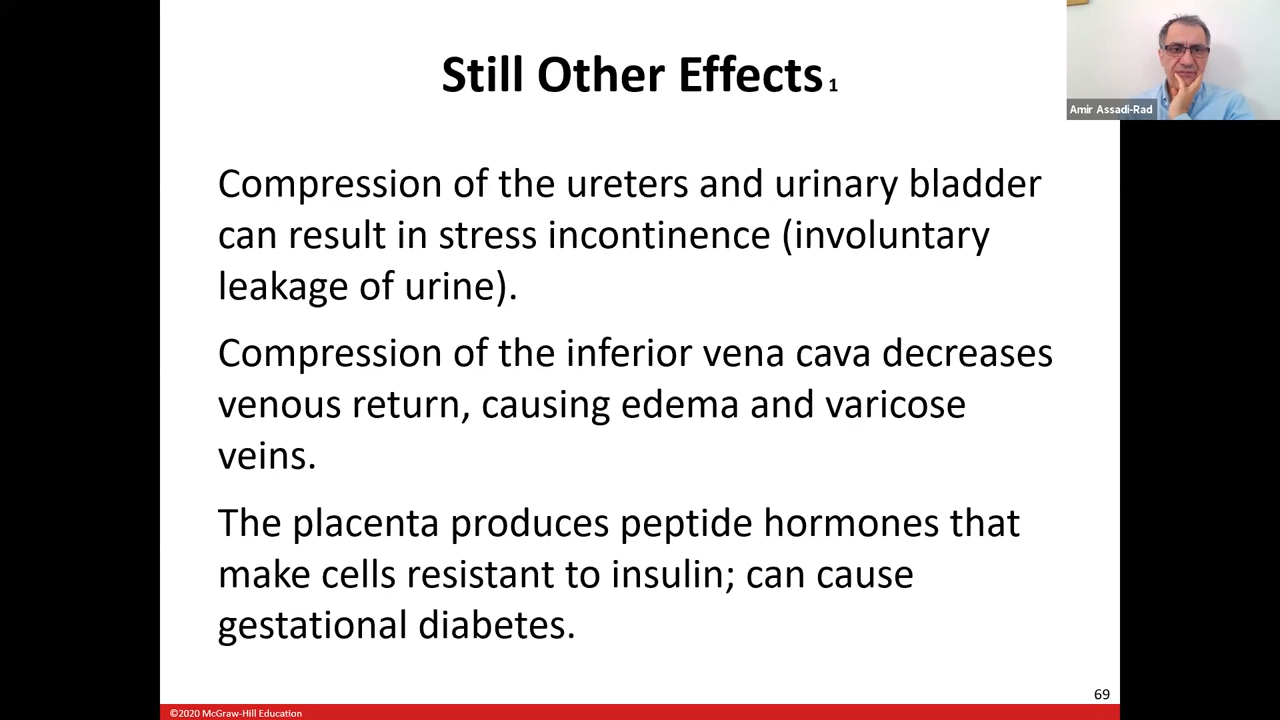 Still Other Effects 1
Amir Assadi-Rad
Compression of the ureters and urinary bladder
can result in stress incontinence (involuntary
leakage of urine).
Compression of the inferior vena cava decreases
venous return, causing edema and varicose
veins.
The placenta produces peptide hormones that
make cells resistant to insulin; can cause
gestational diabetes.
69
©2020 McGraw-Hill Education